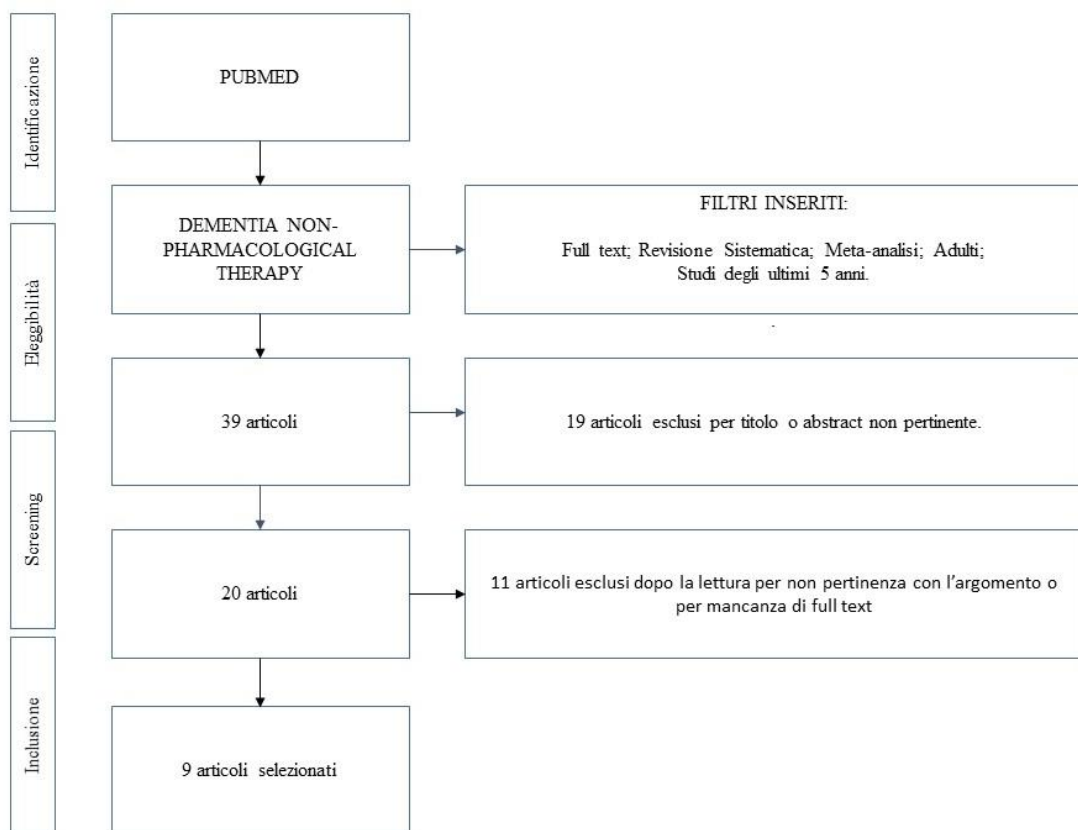 Identificazione
PUBMED
DEMENTIA NON-
PHARMACOLOGICAL
THERAPY
FILTRI INSERITI:
Full text; Revisione Sistematica; Meta-analisi; Adulti;
Studi degli ultimi 5 anni.
.
Eleggibilità
39 articoli
19 articoli esclusi per titolo o abstract non pertinente.
Screening
20 articoli
11 articoli esclusi dopo la lettura per non pertinenza con l’argomento o
per mancanza di full text
Inclusione
9 articoli selezionati